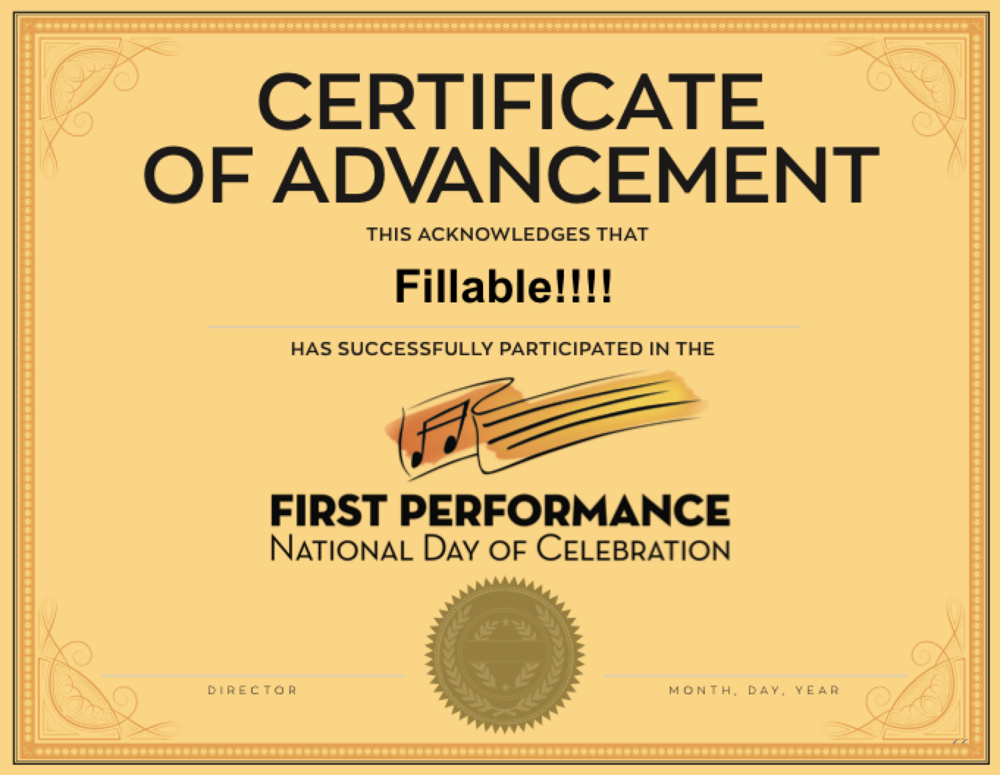 CERTIFICATE
OF ADVANCEMENT
THIS ACKNOWLEDGES THAT
Fillable!!!!
HAS SUCCESSFULLY PARTICIPATED IN THE
FIRST PERFORMANCE
NATIONAL DAY OF CELEBRATION
DIRECTOR
MONTH, DAY, YEAR